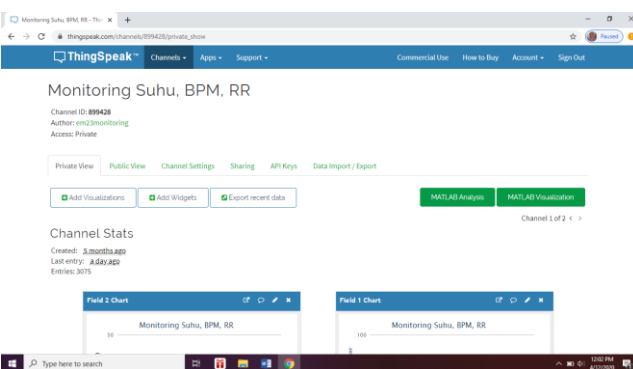 Monitoring Suhu, BPM, RR - Thin
thingspeak.com/channels/899428/private_show
Paused
ThingSpeak™ Channels Apps Support Commercial Use How to Buy Account Sign Out
Monitoring Suhu, BPM, RR
Channel ID: 899428
Author: em23monitoring
Access: Private
Private View Public View Channel Settings Sharing API Keys Data Import / Export
Add Visualizations Add Widgets Export recent data MATLAB Analysis MATLAB Visualization
Channel 1 of 2 < >
Channel Stats
Created: 5 months ago
Last entry: a day ago
Entries: 3075
Field 2 Chart Field 1 Chart
Monitoring Suhu, BPM, RR Monitoring Suhu, BPM, RR
50 100
Type here to search
12:02 PM
4/12/2020